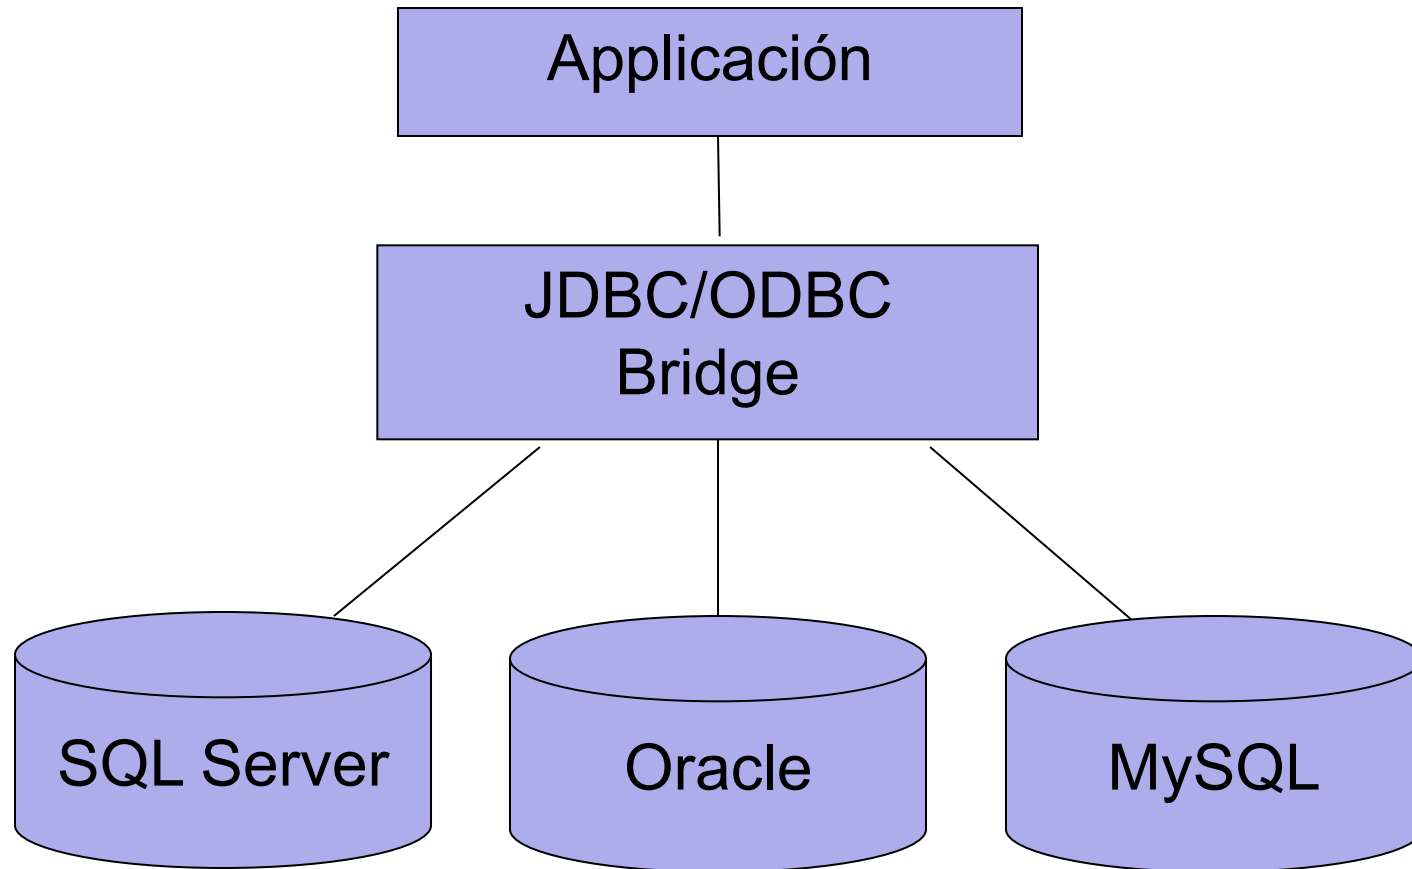 Applicación
JDBC/ODBC
Bridge
SQL Server
Oracle
MySQL